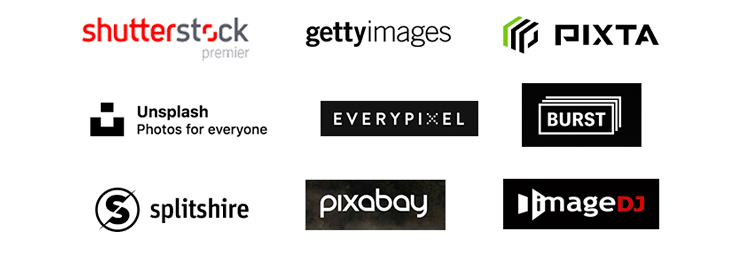 shutterstock
premier
gettyimages
PIXTA
Unsplash
Photos for everyone
EVERYPIXEL
BURST
splitshire
pixabay
imageDJ